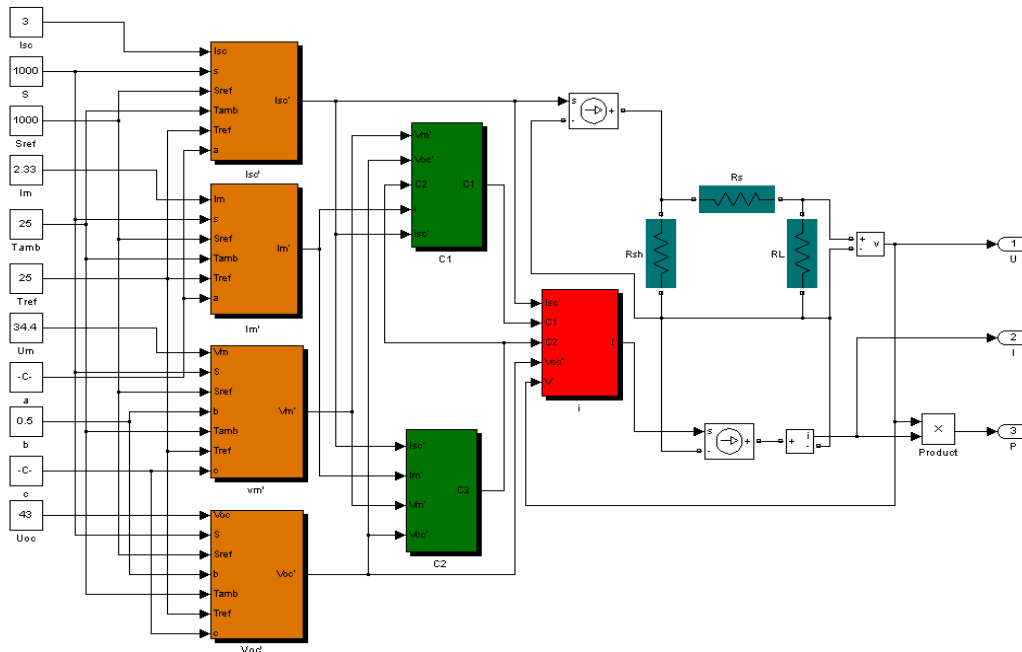 3
Isc
1000
S
1000
Sref
2.33
Im
25
Tamb
25
Tref
34.4
Um
-C-
a
0.5
b
-C-
c
43
Uoc
Isc
s
Sref
Tamb
Tref
a
Isc'
Isc'
Im
s
Sref
Tamb
Tref
a
Im'
Im'
Vm
S
Sref
b
Tamb
Tref
c
Vm'
vm'
Voc
S
Sref
b
Tamb
Tref
c
Voc'
Voc'
Vm'
Voc'
C2
i
Isc'
C1
C1
Isc'
Im'
Vm'
Voc'
C2
C2
Isc'
C1
C2
Voc'
V
i
i
s
-
+
Rs
Rsh
RL
+
-
v
s
-
+
+
i
-
×
Product
1
U
2
I
3
P